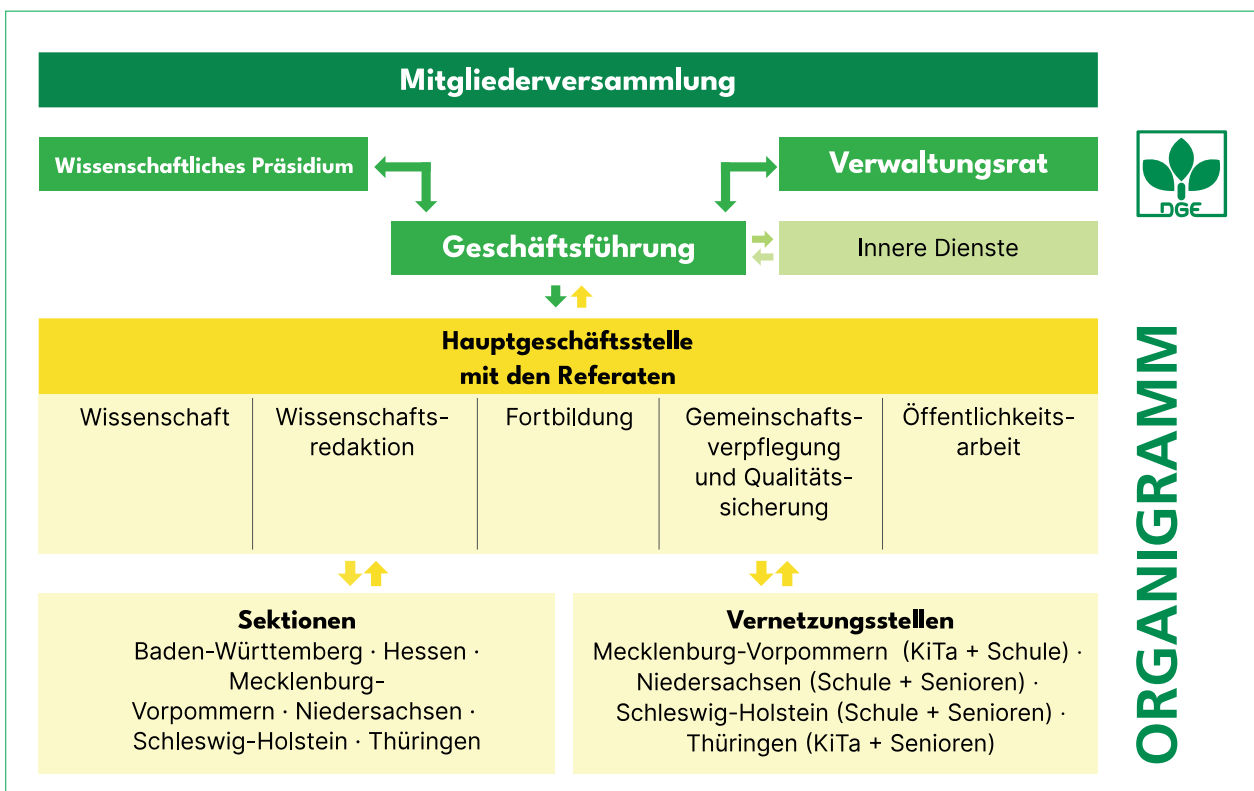 Mitgliederversammlung
Wissenschaftliches Präsidium
Verwaltungsrat
DGE
Geschäftsführung
Innere Dienste
Hauptgeschäftsstelle
mit den Referaten
Wissenschaft
Wissenschafts-
redaktion
Fortbildung
Gemeinschafts-
verpflegung
und Qualitäts-
sicherung
Öffentlichkeits-
arbeit
Sektionen
Baden-Württemberg · Hessen ·
Mecklenburg-
Vorpommern · Niedersachsen ·
Schleswig-Holstein · Thüringen
Vernetzungsstellen
Mecklenburg-Vorpommern (KiTa + Schule) ·
Niedersachsen (Schule + Senioren) ·
Schleswig-Holstein (Schule + Senioren) ·
Thüringen (KiTa + Senioren)
ORGANIGRAMM